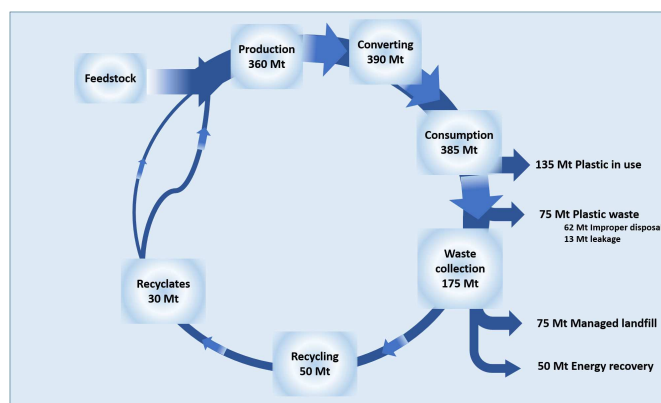 Feedstock
Production
360 Mt
Converting
390 Mt
Consumption
385 Mt
135 Mt Plastic in use
75 Mt Plastic waste
62 Mt Improper disposa
13 Mt leakage
Waste
collection
175 Mt
75 Mt Managed landfill
50 Mt Energy recovery
Recycling
50 Mt
Recyclates
30 Mt